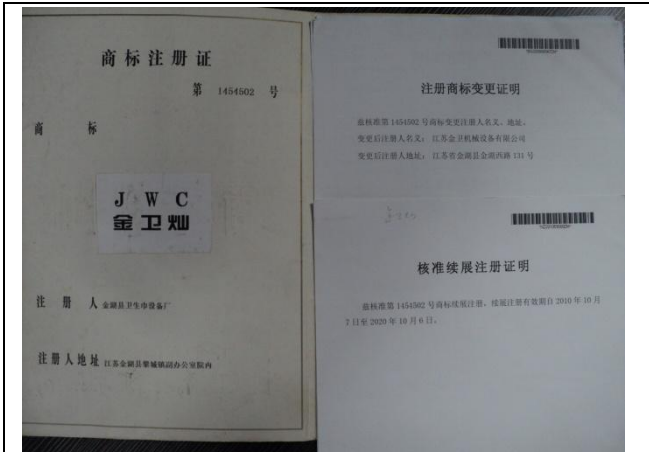 商标注册证
第 1454502 号
商 标
J W C
金卫灿
注 册 人 金湖县卫生巾设备厂
注册人地址 江苏金湖县黎城镇副办公室院内
注册商标变更证明
兹核准第 1454502 号商标变更注册人名义、地址。
变更后注册人名义： 江苏金卫机械设备有限公司
变更后注册人地址： 江苏省金湖县金湖西路 131 号
核准续展注册证明
兹核准第 1454502 号商标续展注册，续展注册有效期自 2010 年 10 月
7 日至 2020 年 10 月 6 日。